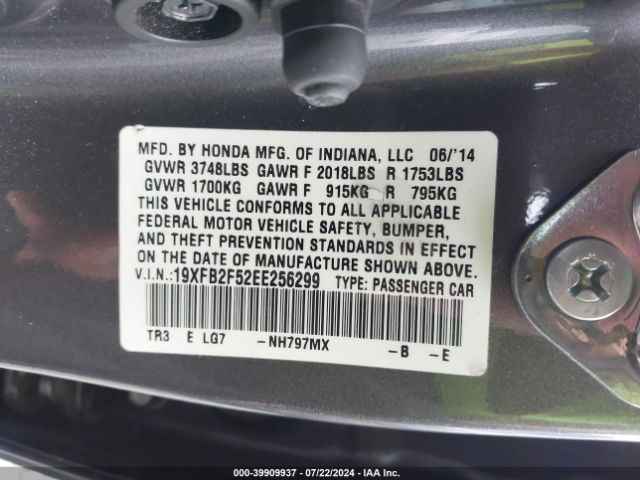 MFD. BY HONDA MFG. OF INDIANA, LLC 06/'14
GVWR 3748LBS GAWR F 2018LBS R 1753LBS
GVWR 1700KG GAWR F 915KG R 795KG
THIS VEHICLE CONFORMS TO ALL APPLICABLE
FEDERAL MOTOR VEHICLE SAFETY, BUMPER,
AND THEFT PREVENTION STANDARDS IN EFFECT
ON THE DATE OF MANUFACTURE SHOWN ABOVE.
V.I.N.: 19XFB2F52EE256299 TYPE: PASSENGER CAR
TR3 E LG7 -NH797MX -B -E
000-39909937 - 07/22/2024 - IAA Inc.